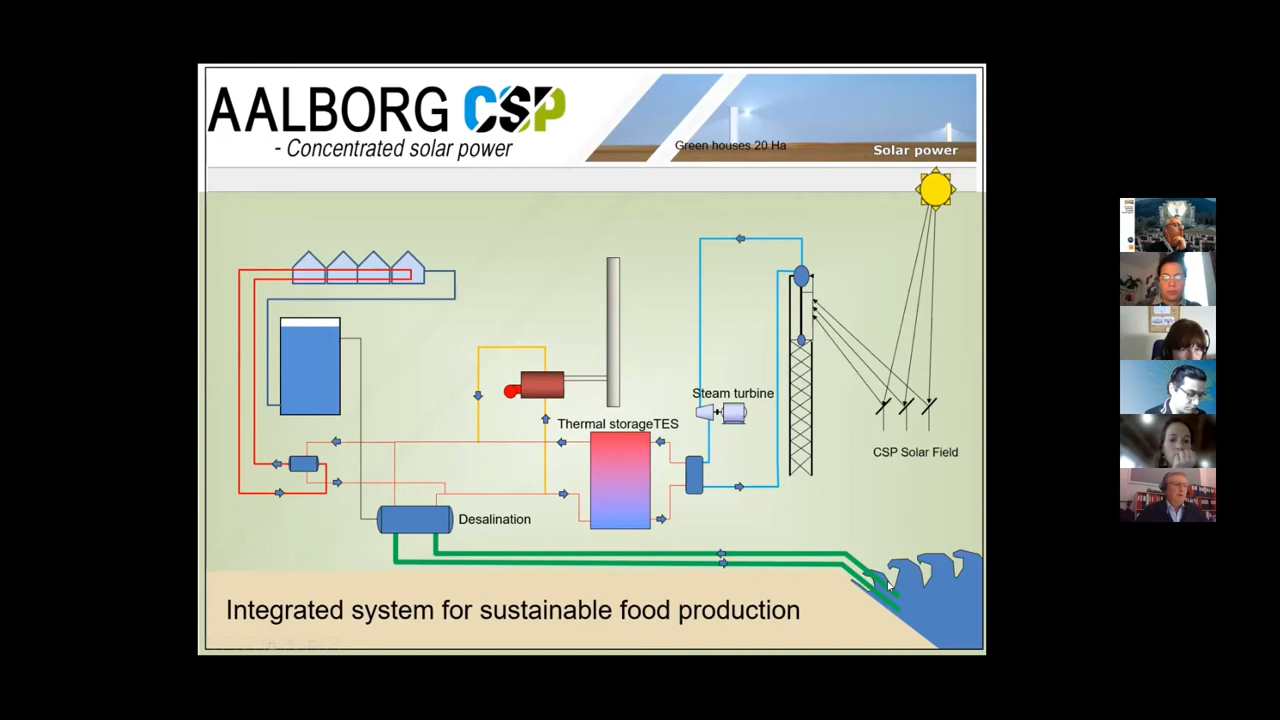 AALBORG CSP
- Concentrated solar power
Green houses 20 Ha
Solar power
Steam turbine
Thermal storageTES
CSP Solar Field
Desalination
Integrated system for sustainable food production